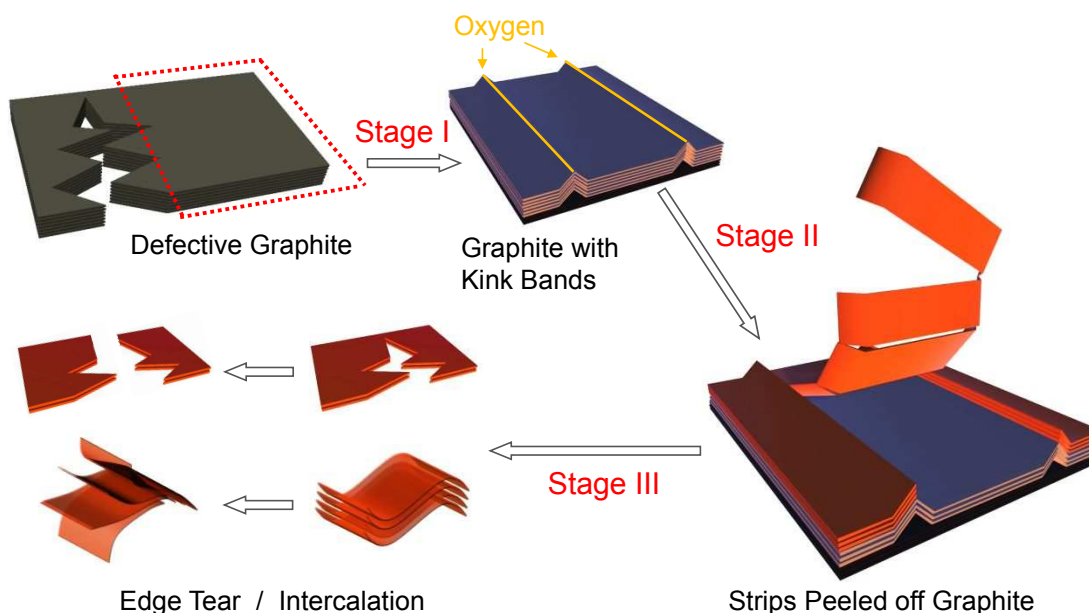 Oxygen
Stage I
Defective Graphite
Graphite with
Kink Bands
Stage II
Stage III
Edge Tear / Intercalation
Strips Peeled off Graphite